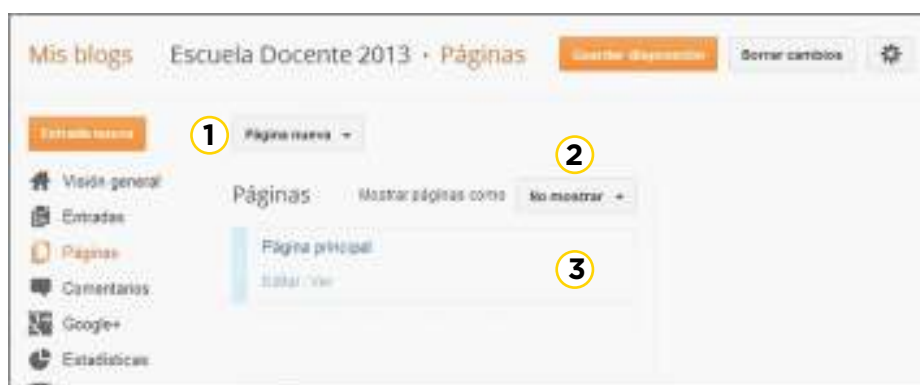 Mis blogs Escuela Docente 2013 · Páginas Guardar disposición Borrar cambios
Entrada nueva 1 Página nueva
2
Visión general
Páginas Mostrar páginas como No mostrar
Entradas
Página principal
Páginas
3
Editar Ver
Comentarios
Google+
Estadísticas